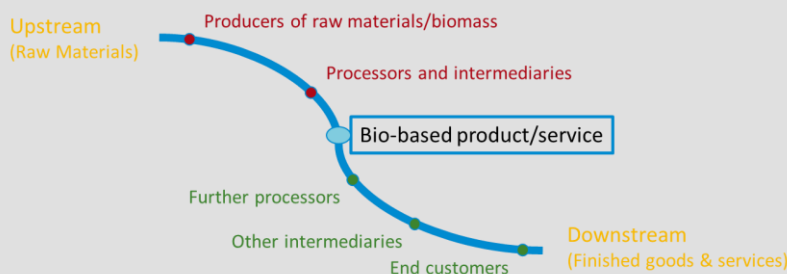 Upstream
(Raw Materials)
Producers of raw materials/biomass
Processors and intermediaries
Bio-based product/service
Further processors
Other intermediaries
End customers
Downstream
(Finished goods & services)